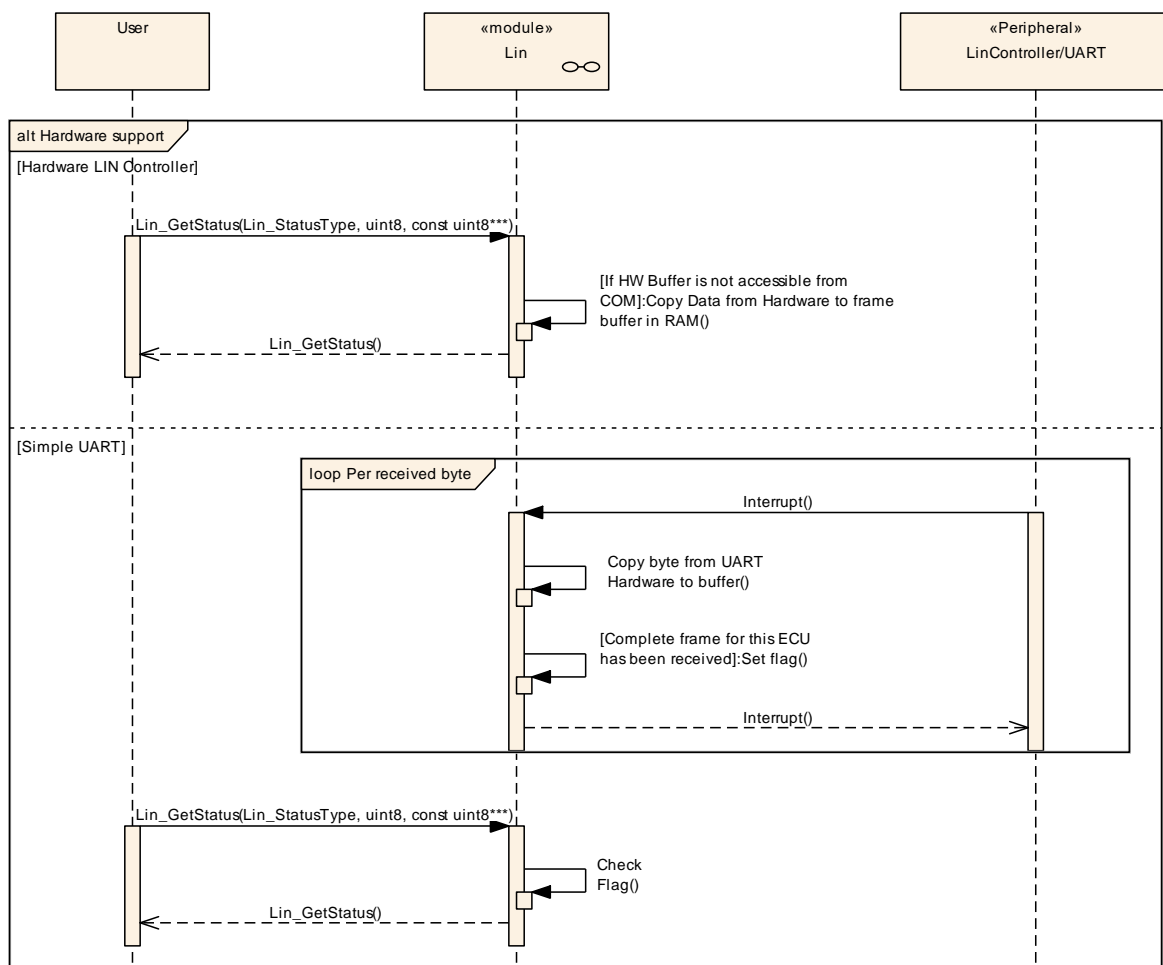 User
«module»
Lin
«Peripheral»
LinController/UART
alt Hardware support
[Hardware LIN Controller]
Lin_GetStatus(Lin_StatusType, uint8, const uint8***)
[If HW Buffer is not accessible from
COM]:Copy Data from Hardware to frame
buffer in RAM()
Lin_GetStatus()
[Simple UART]
loop Per received byte
Interrupt()
Copy byte from UART
Hardware to buffer()
[Complete frame for this ECU
has been received]:Set flag()
Interrupt()
Lin_GetStatus(Lin_StatusType, uint8, const uint8***)
Check
Flag()
Lin_GetStatus()